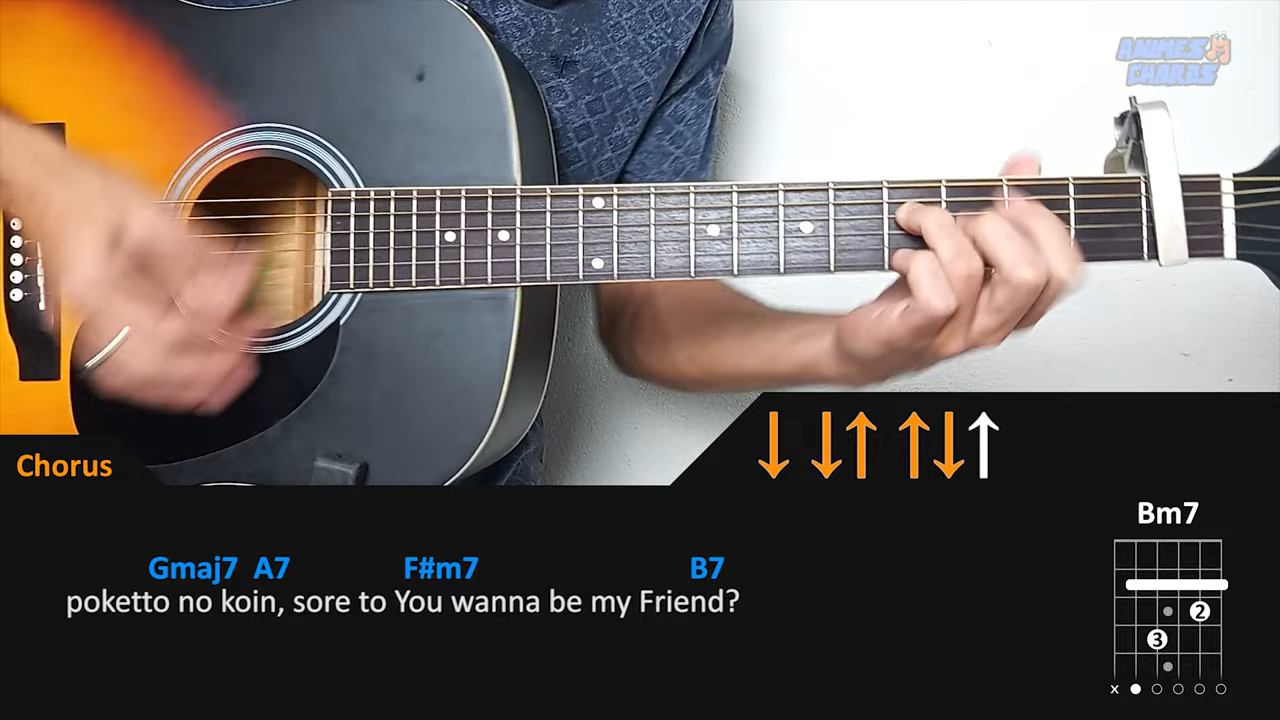 ANIMES
CHORDS
Chorus
Bm7
Gmaj7 A7 F#m7 B7
poketto no koin, sore to You wanna be my Friend?
2
3
x